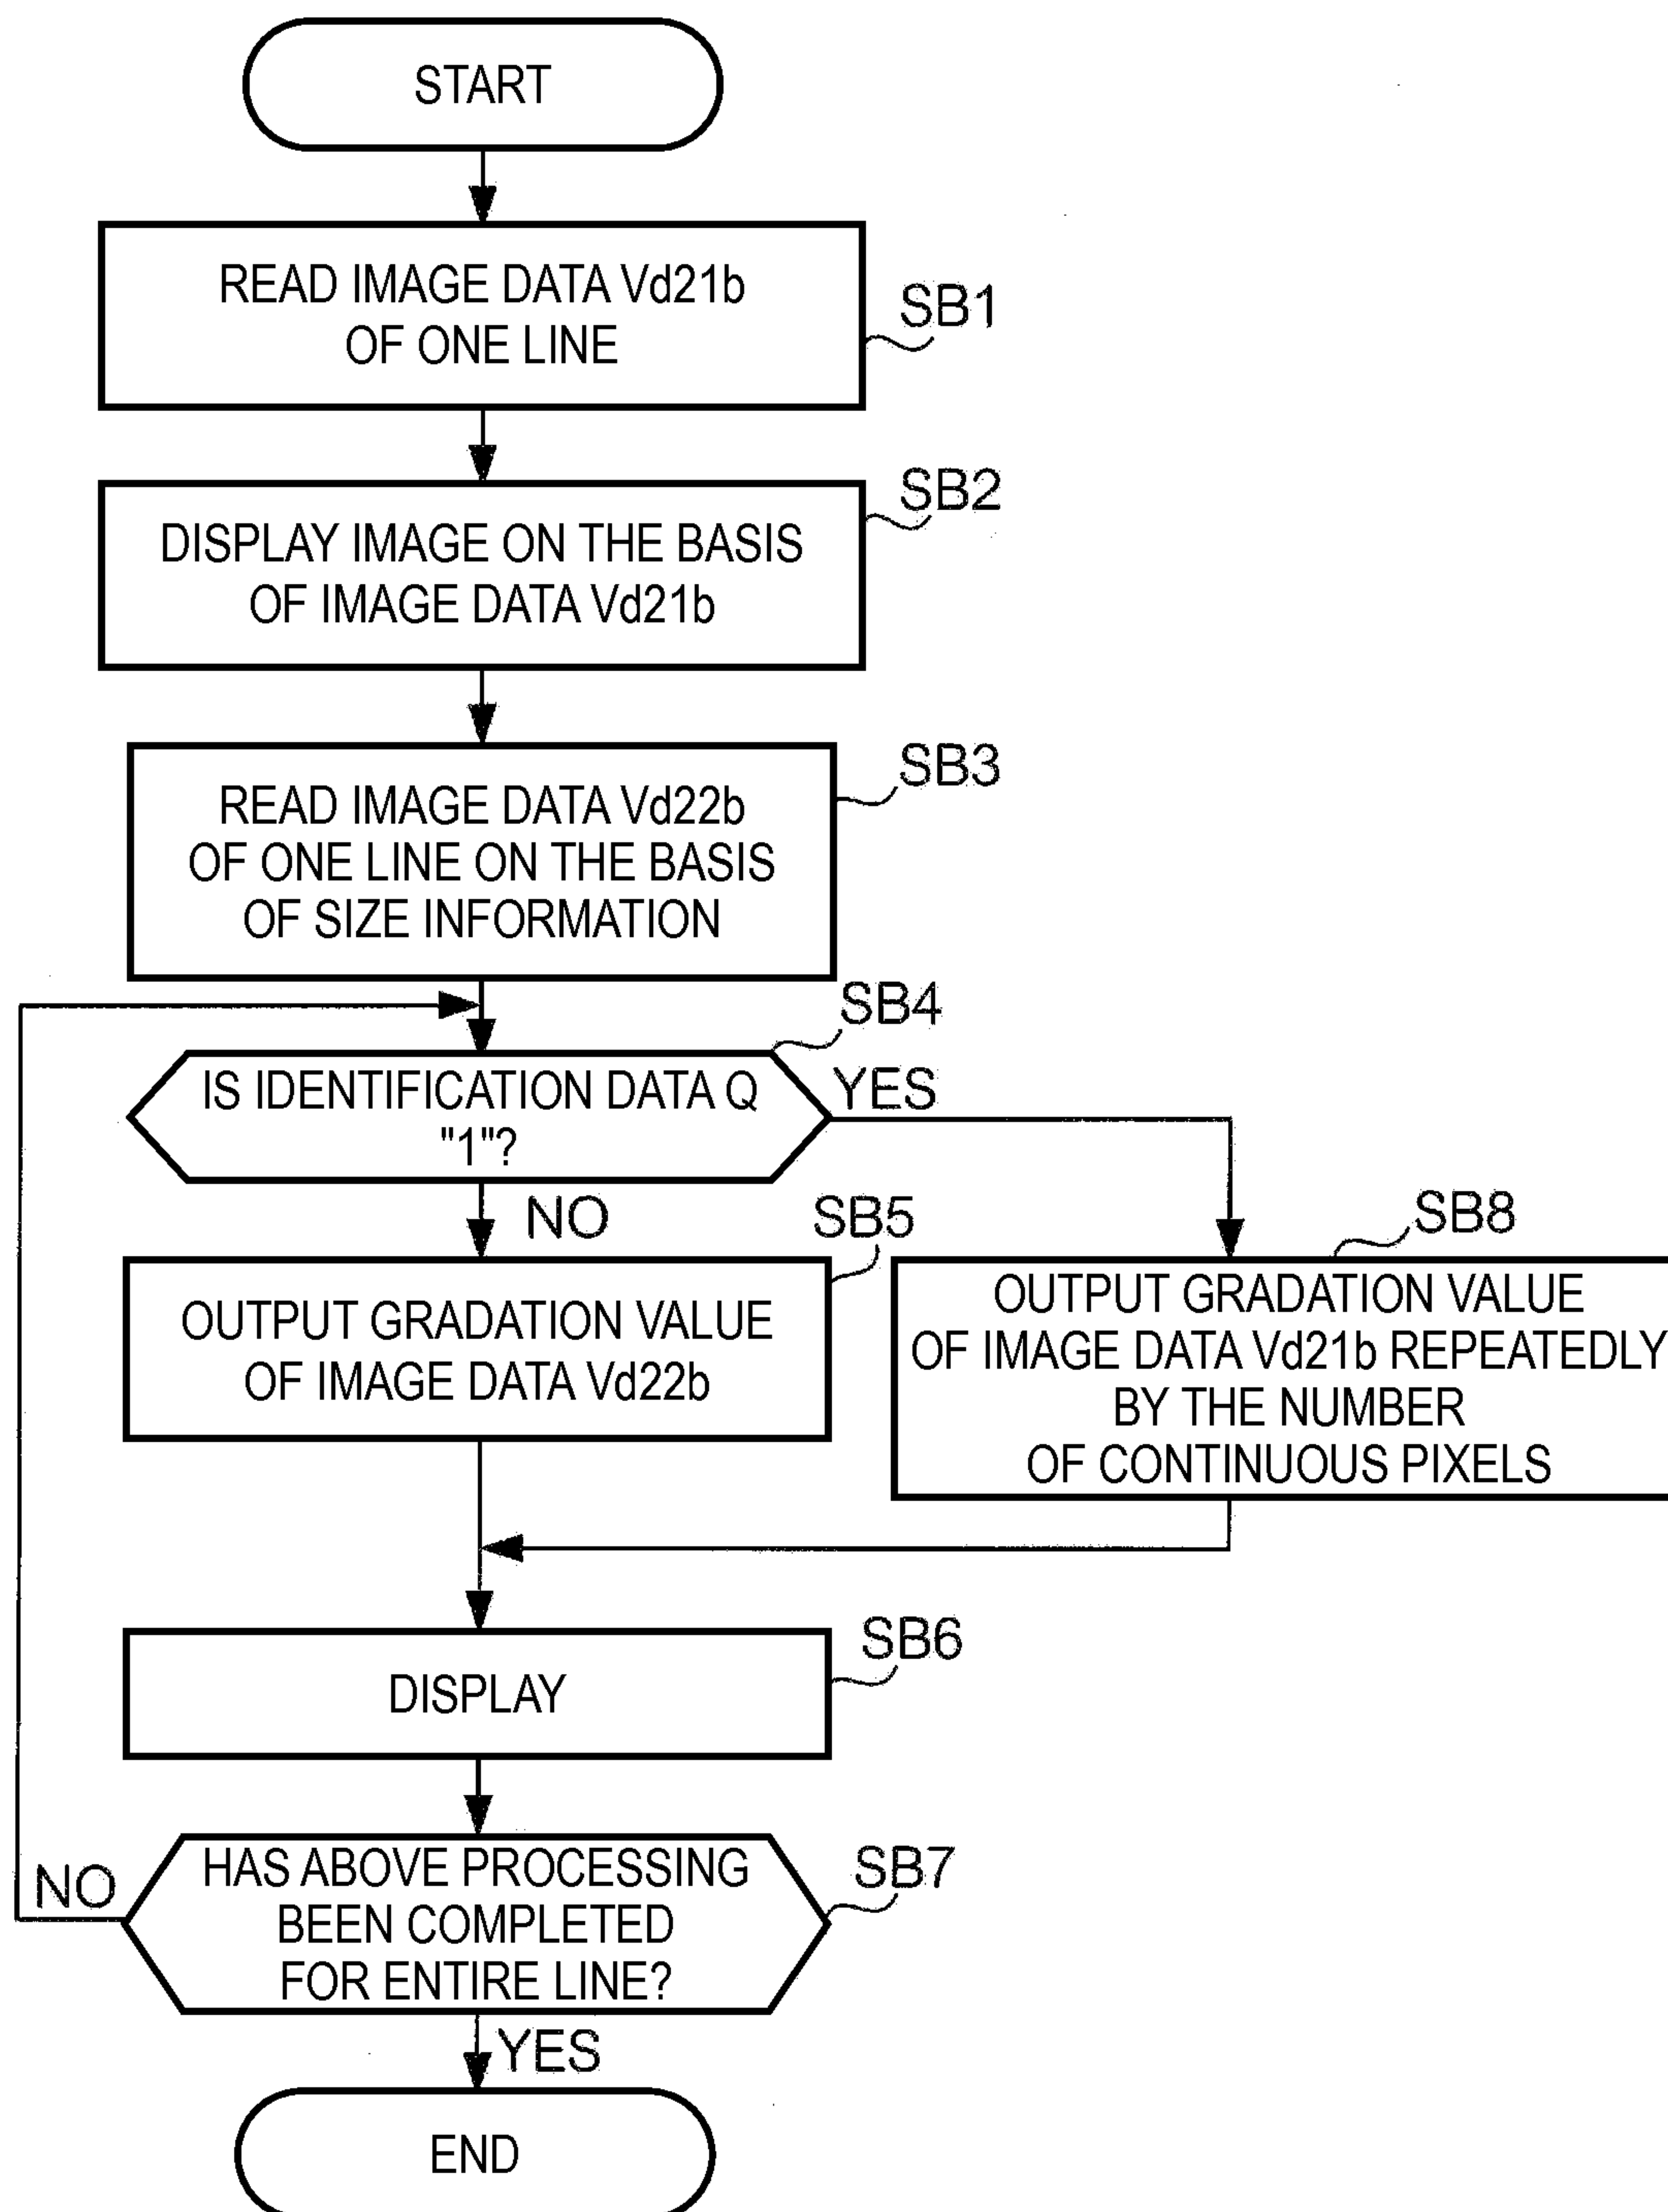 START
READ IMAGE DATA Vd21b
OF ONE LINE
SB1
SB2
DISPLAY IMAGE ON THE BASIS
OF IMAGE DATA Vd21b
SB3
READ IMAGE DATA Vd22b
OF ONE LINE ON THE BASIS
OF SIZE INFORMATION
SB4
IS IDENTIFICATION DATA Q
"1"?
YES
NO
SB5
OUTPUT GRADATION VALUE
OF IMAGE DATA Vd22b
SB8
OUTPUT GRADATION VALUE
OF IMAGE DATA Vd21b REPEATEDLY
BY THE NUMBER
OF CONTINUOUS PIXELS
SB6
DISPLAY
SB7
HAS ABOVE PROCESSING
BEEN COMPLETED
FOR ENTIRE LINE?
NO
YES
END